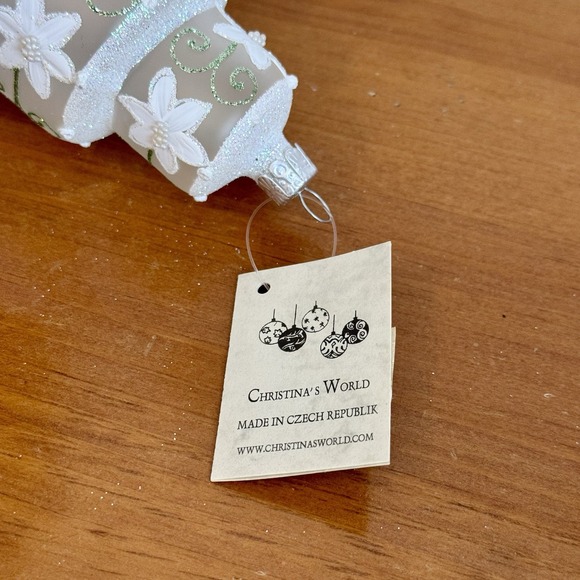 Christina's World
MADE IN CZECH REPUBLIK
WWW.CHRISTINASWORLD.COM